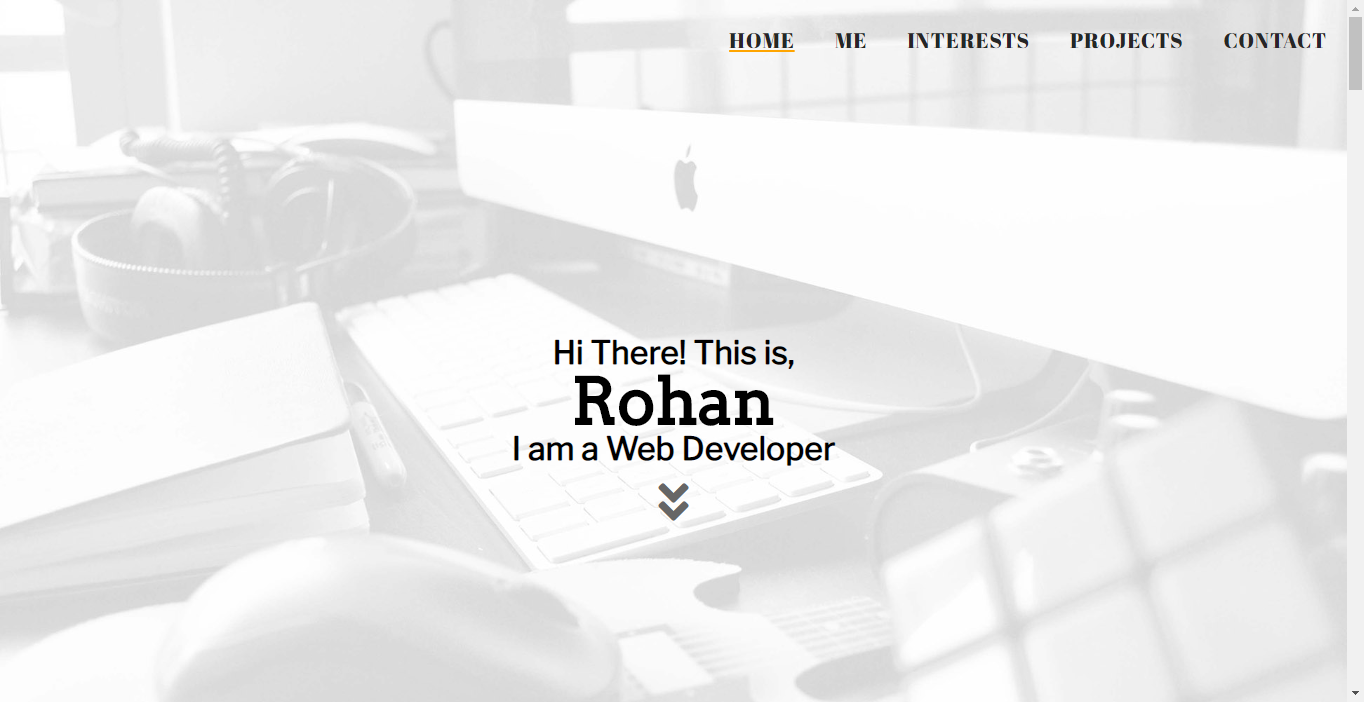 HOME ME INTERESTS PROJECTS CONTACT
Hi There! This is,
Rohan
I am a Web Developer